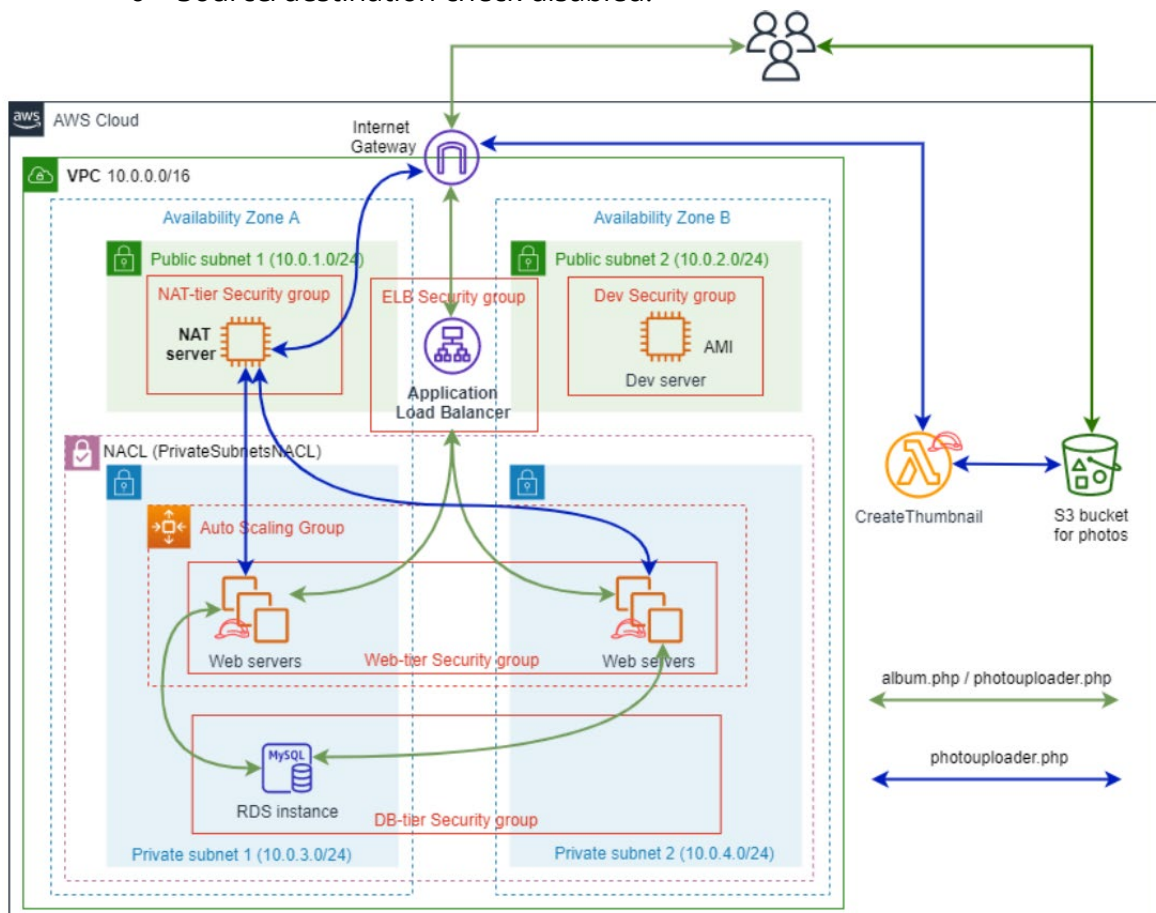 Source/destination check disabled.
aws
AWS Cloud
Internet
Gateway
VPC 10.0.0.0/16
Availability Zone A
Availability Zone B
Public subnet 1 (10.0.1.0/24)
Public subnet 2 (10.0.2.0/24)
NAT-tier Security group
ELB Security group
Dev Security group
NAT
server
AMI
Dev server
Application
Load Balancer
NACL (PrivateSubnetsNACL)
CreateThumbnail
S3 bucket
for photos
Auto Scaling Group
Web servers
Web-tier Security group
Web servers
album.php / photouploader.php
MySQL
photouploader.php
RDS instance
DB-tier Security group
Private subnet 1 (10.0.3.0/24)
Private subnet 2 (10.0.4.0/24)